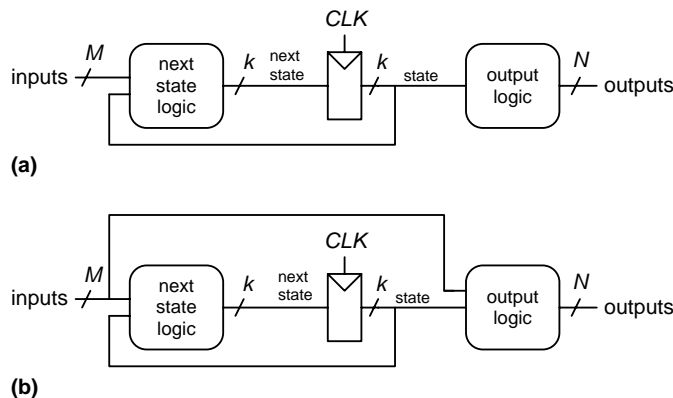 CLK
inputs M next state logic k next state k state output logic N outputs
(a)
CLK
inputs M next state logic k next state k state output logic N outputs
(b)